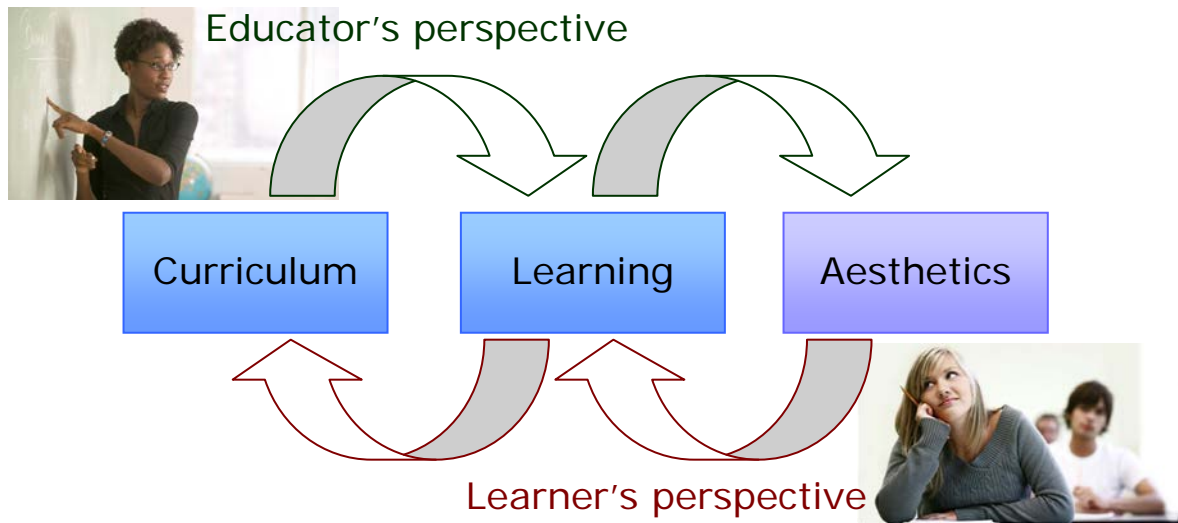 Educator's perspective
Curriculum
Learning
Aesthetics
Learner's perspective